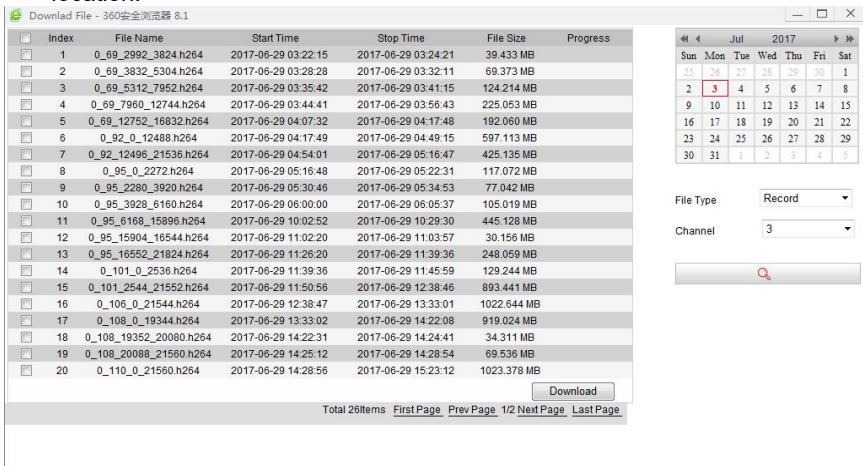 location.
Downlad File - 360安全浏览器 8.1
Index File Name Start Time Stop Time File Size Progress
1 0_69_2992_3824.h264 2017-06-29 03:22:15 2017-06-29 03:24:21 39.433 MB
2 0_69_3832_5304.h264 2017-06-29 03:28:28 2017-06-29 03:32:11 69.373 MB
3 0_69_5312_7952.h264 2017-06-29 03:35:42 2017-06-29 03:41:15 124.214 MB
4 0_69_7960_12744.h264 2017-06-29 03:44:41 2017-06-29 03:56:43 225.053 MB
5 0_69_12752_16832.h264 2017-06-29 04:07:32 2017-06-29 04:17:48 192.060 MB
6 0_92_0_12488.h264 2017-06-29 04:17:49 2017-06-29 04:49:15 597.113 MB
7 0_92_12496_21536.h264 2017-06-29 04:54:01 2017-06-29 05:16:47 425.135 MB
8 0_95_0_2272.h264 2017-06-29 05:16:48 2017-06-29 05:22:31 117.072 MB
9 0_95_2280_3920.h264 2017-06-29 05:30:46 2017-06-29 05:34:53 77.042 MB
10 0_95_3928_6160.h264 2017-06-29 06:00:00 2017-06-29 06:05:37 105.019 MB
11 0_95_6168_15896.h264 2017-06-29 10:02:52 2017-06-29 10:29:30 445.128 MB
12 0_95_15904_16544.h264 2017-06-29 11:02:20 2017-06-29 11:03:57 30.156 MB
13 0_95_16552_21824.h264 2017-06-29 11:26:20 2017-06-29 11:39:36 248.059 MB
14 0_101_0_2536.h264 2017-06-29 11:39:36 2017-06-29 11:45:59 129.244 MB
15 0_101_2544_21552.h264 2017-06-29 11:50:56 2017-06-29 12:38:46 893.441 MB
16 0_106_0_21544.h264 2017-06-29 12:38:47 2017-06-29 13:33:01 1022.644 MB
17 0_108_0_19344.h264 2017-06-29 13:33:02 2017-06-29 14:22:08 919.024 MB
18 0_108_19352_20080.h264 2017-06-29 14:22:31 2017-06-29 14:24:41 34.311 MB
19 0_108_20088_21560.h264 2017-06-29 14:25:12 2017-06-29 14:28:54 69.536 MB
20 0_110_0_21560.h264 2017-06-29 14:28:56 2017-06-29 15:23:12 1023.378 MB
Download
Total 26Items First Page Prev Page 1/2 Next Page Last Page
Jul 2017
Sun Mon Tue Wed Thu Fri Sat
25 26 27 28 29 30 1
2 3 4 5 6 7 8
9 10 11 12 13 14 15
16 17 18 19 20 21 22
23 24 25 26 27 28 29
30 31 1 2 3 4 5
File Type Record
Channel 3